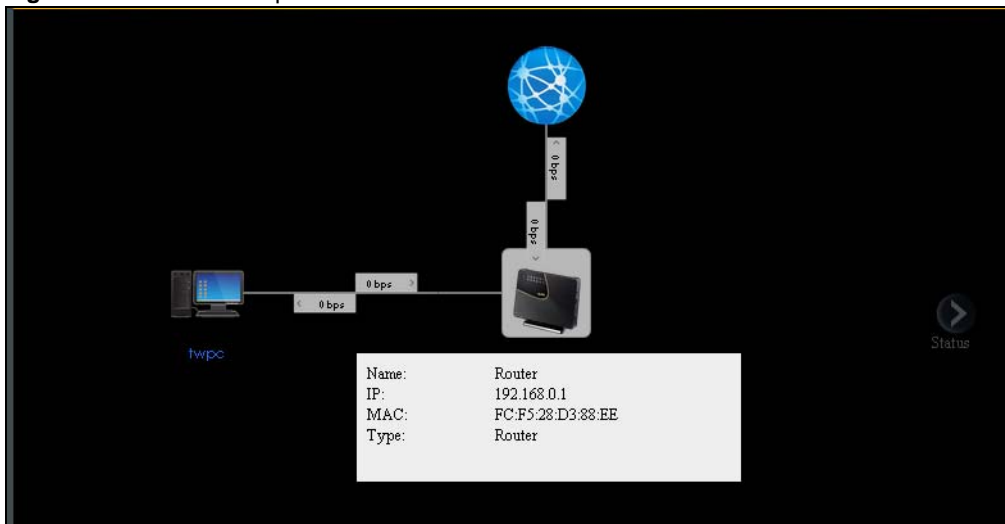 0 bps
0 bps
0 bps
0 bps
twpc
Status
Name: Router
IP: 192.168.0.1
MAC: FC:F5:28:D3:88:EE
Type: Router